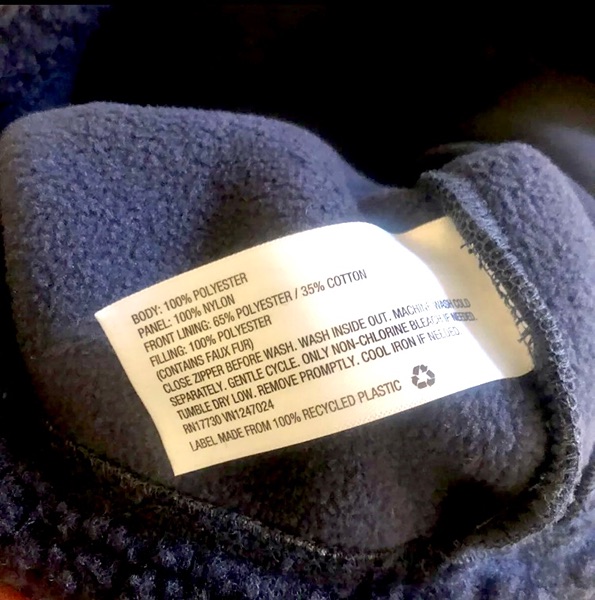 BODY: 100% POLYESTER
PANEL: 100% NYLON
FRONT LINING: 65% POLYESTER / 35% COTTON
FILLING: 100% POLYESTER
(CONTAINS FAUX FUR)
CLOSE ZIPPER BEFORE WASH. WASH INSIDE OUT. MACHINE WASH COLD
SEPARATELY. GENTLE CYCLE. ONLY NON-CHLORINE BLEACH IF NEEDED.
TUMBLE DRY LOW. REMOVE PROMPTLY. COOL IRON IF NEEDED.
RN17730 VN1247024
LABEL MADE FROM 100% RECYCLED PLASTIC